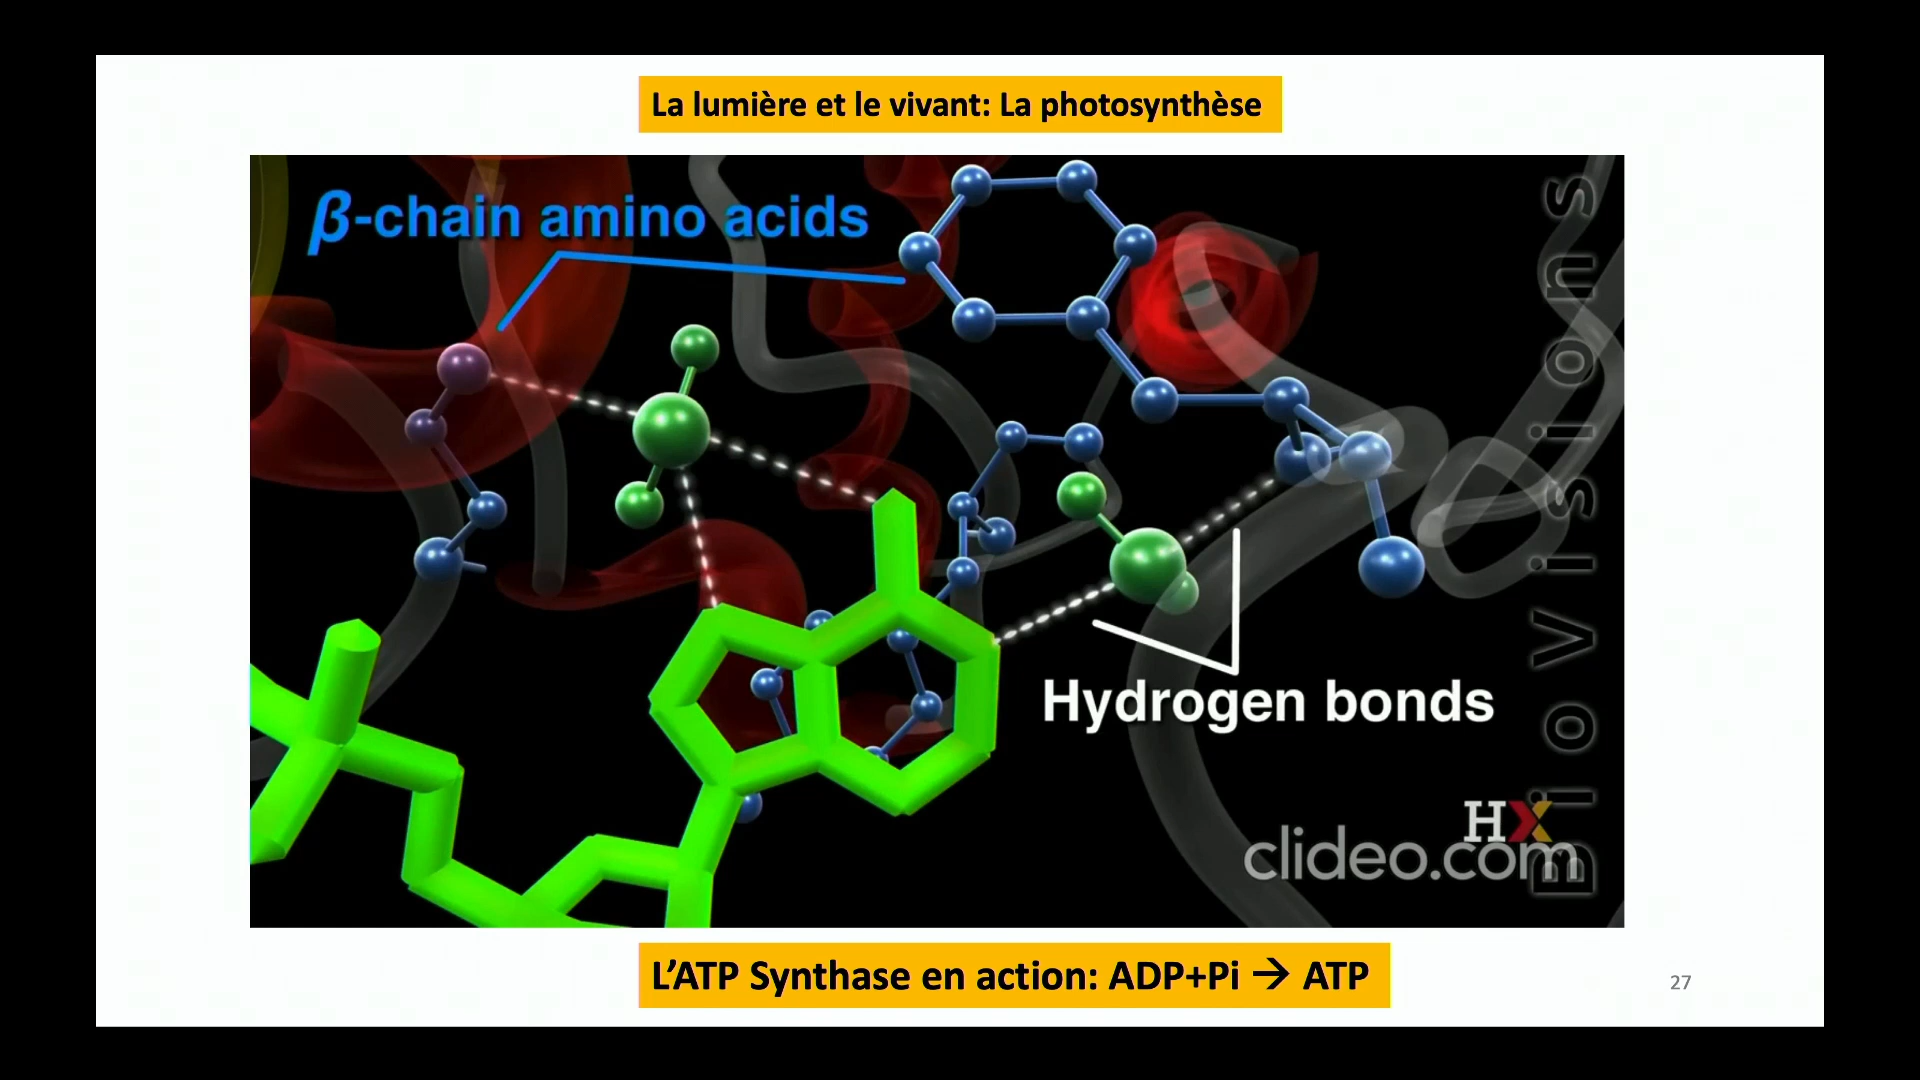 La lumière et le vivant: La photosynthèse
β-chain amino acids
BioVisions
Hydrogen bonds
HX
clideo.com
L'ATP Synthase en action: ADP+Pi → ATP
27